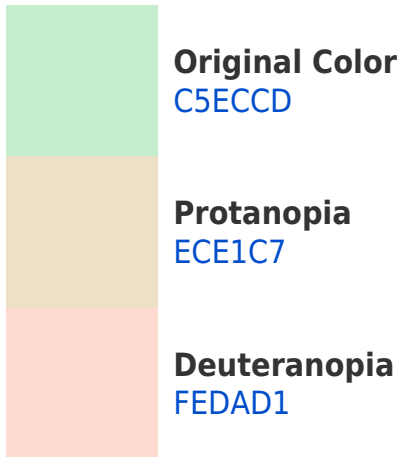 Original Color
C5ECCD
Protanopia
ECE1C7
Deuteranopia
FEDAD1